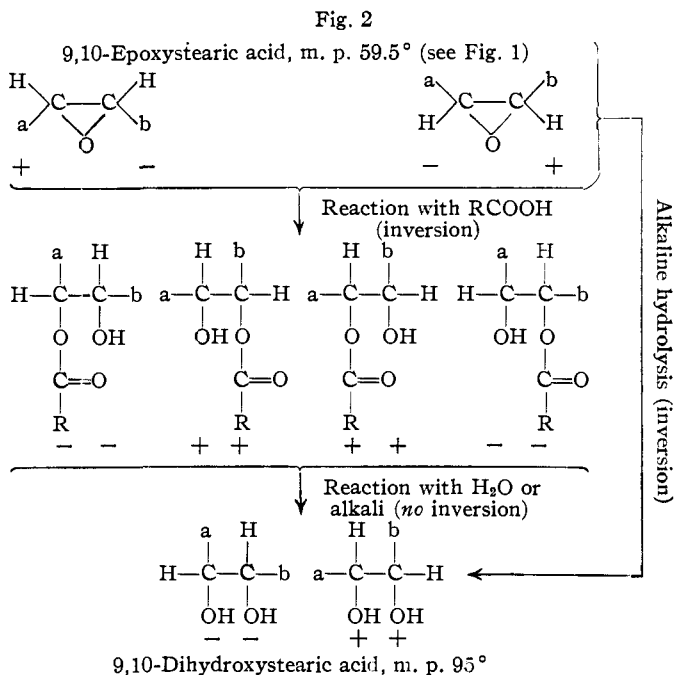 Fig. 2
9,10-Epoxystearic acid, m. p. 59.5° (see Fig. 1)
H H a b
C — C C — C
a b H H
O O
+ − − +
Reaction with RCOOH
(inversion)
Alkaline hydrolysis (inversion)
a H H b H b a H
H—C—C—b a—C—C—H a—C—C—H H—C—C—b
O OH OH O O OH OH O
C=O C=O C=O C=O
R R R R
− − + + + + − −
Reaction with H₂O or
alkali (no inversion)
a H H b
H—C—C—b a—C—C—H
OH OH OH OH
− − + +
9,10-Dihydroxystearic acid, m. p. 95°